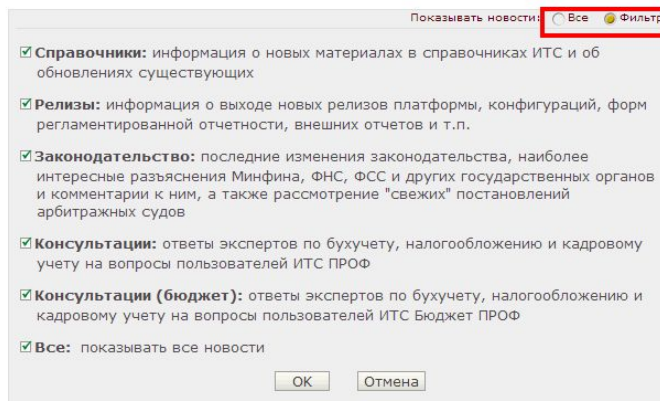 Показывать новости: Все Фильтр
Справочники: информация о новых материалах в справочниках ИТС и об
обновлениях существующих
Релизы: информация о выходе новых релизов платформы, конфигураций, форм
регламентированной отчетности, внешних отчетов и т.п.
Законодательство: последние изменения законодательства, наиболее
интересные разъяснения Минфина, ФНС, ФСС и других государственных органов
и комментарии к ним, а также рассмотрение "свежих" постановлений
арбитражных судов
Консультации: ответы экспертов по бухучету, налогообложению и кадровому
учету на вопросы пользователей ИТС ПРОФ
Консультации (бюджет): ответы экспертов по бухучету, налогообложению и
кадровому учету на вопросы пользователей ИТС Бюджет ПРОФ
Все: показывать все новости
OK Отмена